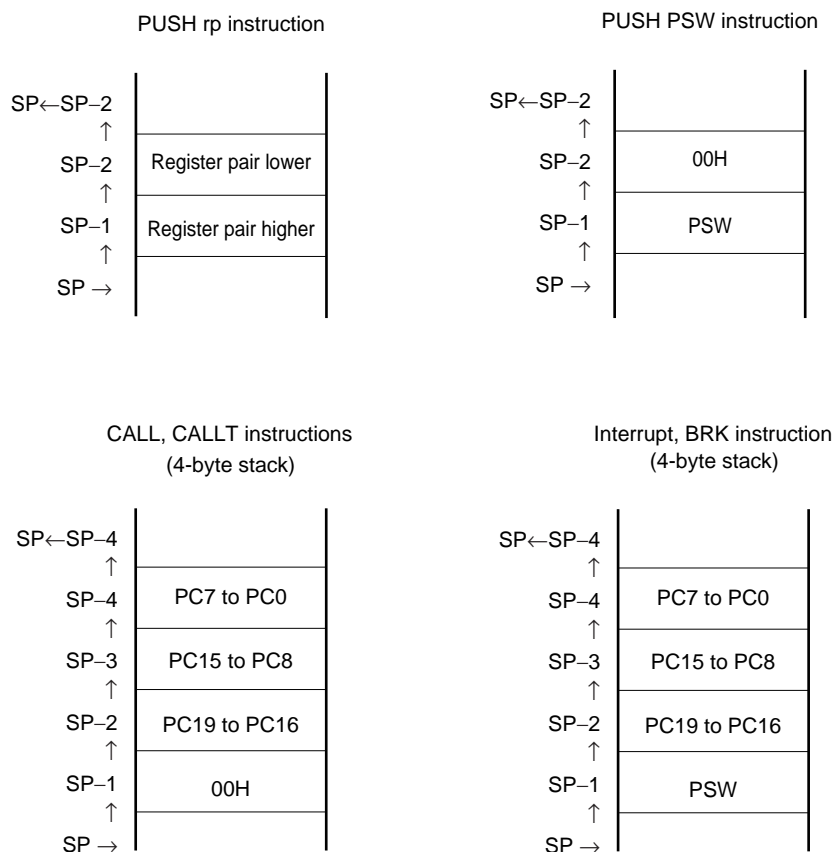 PUSH rp instruction
SP←SP−2
↑
SP−2
Register pair lower
↑
SP−1
Register pair higher
↑
SP →
PUSH PSW instruction
SP←SP−2
↑
SP−2
00H
↑
SP−1
PSW
↑
SP →
CALL, CALLT instructions
(4-byte stack)
SP←SP−4
↑
SP−4
PC7 to PC0
↑
SP−3
PC15 to PC8
↑
SP−2
PC19 to PC16
↑
SP−1
00H
↑
SP →
Interrupt, BRK instruction
(4-byte stack)
SP←SP−4
↑
SP−4
PC7 to PC0
↑
SP−3
PC15 to PC8
↑
SP−2
PC19 to PC16
↑
SP−1
PSW
↑
SP →